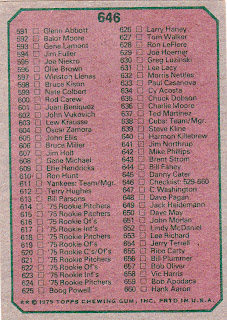 646
591 Glenn Abbott
592 Balor Moore
593 Gene Lamont
594 Jim Fuller
595 Joe Niekro
596 Ollie Brown
597 Winston Llenas
598 Bruce Kison
599 Nate Colbert
600 Rod Carew
601 Juan Beniquez
602 John Vukovich
603 Lew Krausse
604 Oscar Zamora
605 John Ellis
606 Bruce Miller
607 Jim Holt
608 Gene Michael
609 Elie Hendricks
610 Ron Hunt
611 Yankees: Team/Mgr.
612 Terry Hughes
613 Bill Parsons
614 '75 Rookie Pitchers
615 '75 Rookie Pitchers
616 '75 Rookie Of's
617 '75 Rookie Inf's
618 '75 Rookie Pitchers
619 '75 Rookie Of's
620 '75 Rookie C's/Of's
621 '75 Rookie Pitchers
622 '75 Rookie Of's
623 '75 Rookie Inf's
624 '75 Rookie Pitchers
625 Boog Powell
626 Larry Haney
627 Tom Walker
628 Ron LeFlore
629 Joe Hoerner
630 Greg Luzinski
631 Lee Lacy
632 Morris Nettles
633 Paul Casanova
634 Cy Acosta
635 Chuck Dobson
636 Charlie Moore
637 Ted Martinez
638 Cubs: Team/Mgr.
639 Steve Kline
640 Harmon Killebrew
641 Jim Northrup
642 Mike Phillips
643 Brent Strom
644 Bill Fahey
645 Danny Cater
646 Checklist: 529-660
647 C. Washington
648 Dave Pagan
649 Jack Heidemann
650 Dave May
651 John Morlan
652 Lindy McDaniel
653 Lee Richard
654 Jerry Terrell
655 Rico Carty
656 Bill Plummer
657 Bob Oliver
658 Vic Harris
659 Bob Apodaca
660 Hank Aaron
** © 1975 TOPPS CHEWING GUM, INC. PRTD. IN U.S.A.